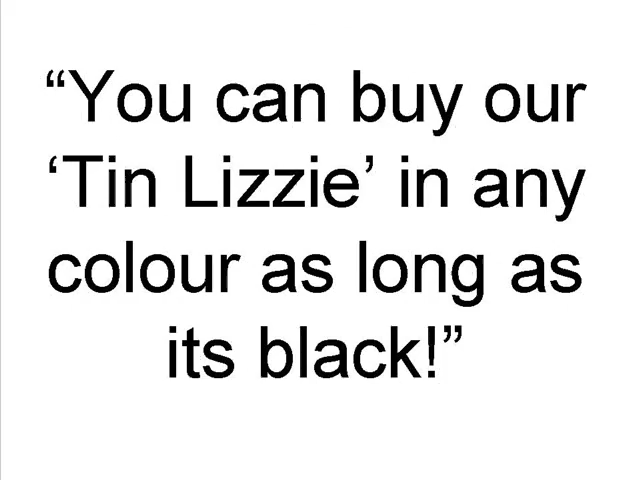 “You can buy our
‘Tin Lizzie’ in any
colour as long as
its black!”